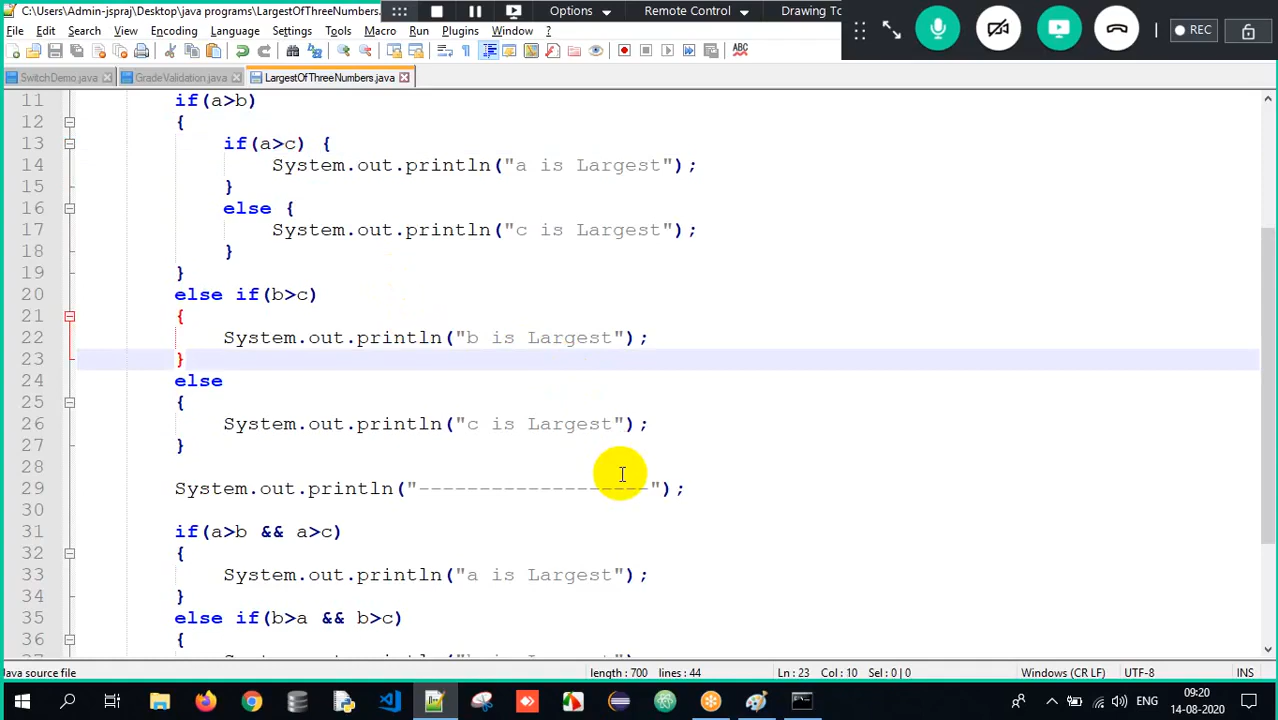 C:\Users\Admin-jspraj\Desktop\java programs\LargestOfThreeNumbers.
Options
Remote Control
Drawing To
REC
File Edit Search View Encoding Language Settings Tools Macro Run Plugins Window ?
ABC
SwitchDemo.java GradeValidation.java LargestOfThreeNumbers.java
11 if(a>b)
12 {
13 if(a>c) {
14 System.out.println("a is Largest");
15 }
16 else {
17 System.out.println("c is Largest");
18 }
19 }
20 else if(b>c)
21 {
22 System.out.println("b is Largest");
23 }
24 else
25 {
26 System.out.println("c is Largest");
27 }
28
29 System.out.println("-------------------");
30
31 if(a>b && a>c)
32 {
33 System.out.println("a is Largest");
34 }
35 else if(b>a && b>c)
36 {
Java source file length : 700 lines : 44 Ln : 23 Col : 10 Sel : 0 | 0 Windows (CR LF) UTF-8 INS
ENG
09:20
14-08-2020